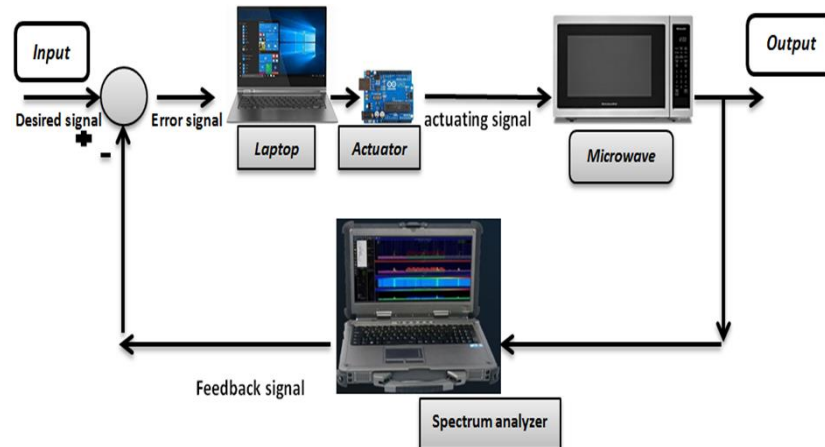 Input
Output
Desired signal
+
-
Error signal
Laptop
Actuator
actuating signal
Microwave
Feedback signal
Spectrum analyzer